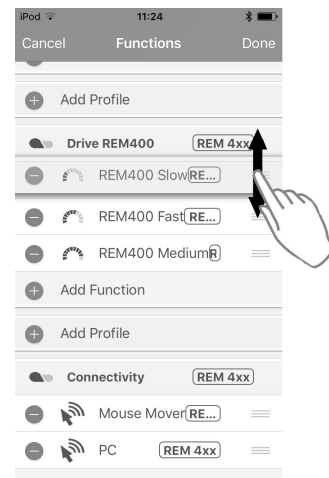 iPod 11:24
Cancel Functions Done
Add Profile
Drive REM400 REM 4xx
REM400 Slow RE...
REM400 Fast RE...
REM400 Medium R
Add Function
Add Profile
Connectivity REM 4xx
Mouse Mover RE...
PC REM 4xx